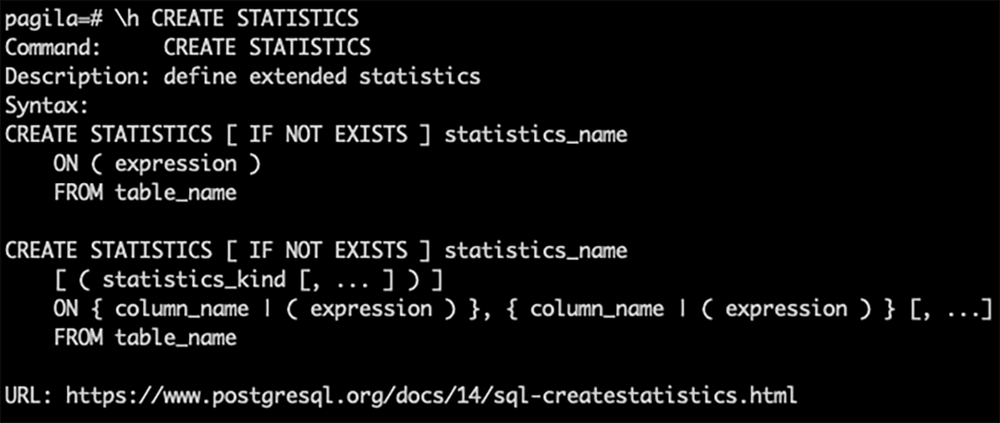 pagila=# \h CREATE STATISTICS
Command:     CREATE STATISTICS
Description: define extended statistics
Syntax:
CREATE STATISTICS [ IF NOT EXISTS ] statistics_name
    ON ( expression )
    FROM table_name

CREATE STATISTICS [ IF NOT EXISTS ] statistics_name
    [ ( statistics_kind [, ... ] ) ]
    ON { column_name | ( expression ) }, { column_name | ( expression ) } [, ...]
    FROM table_name

URL: https://www.postgresql.org/docs/14/sql-createstatistics.html